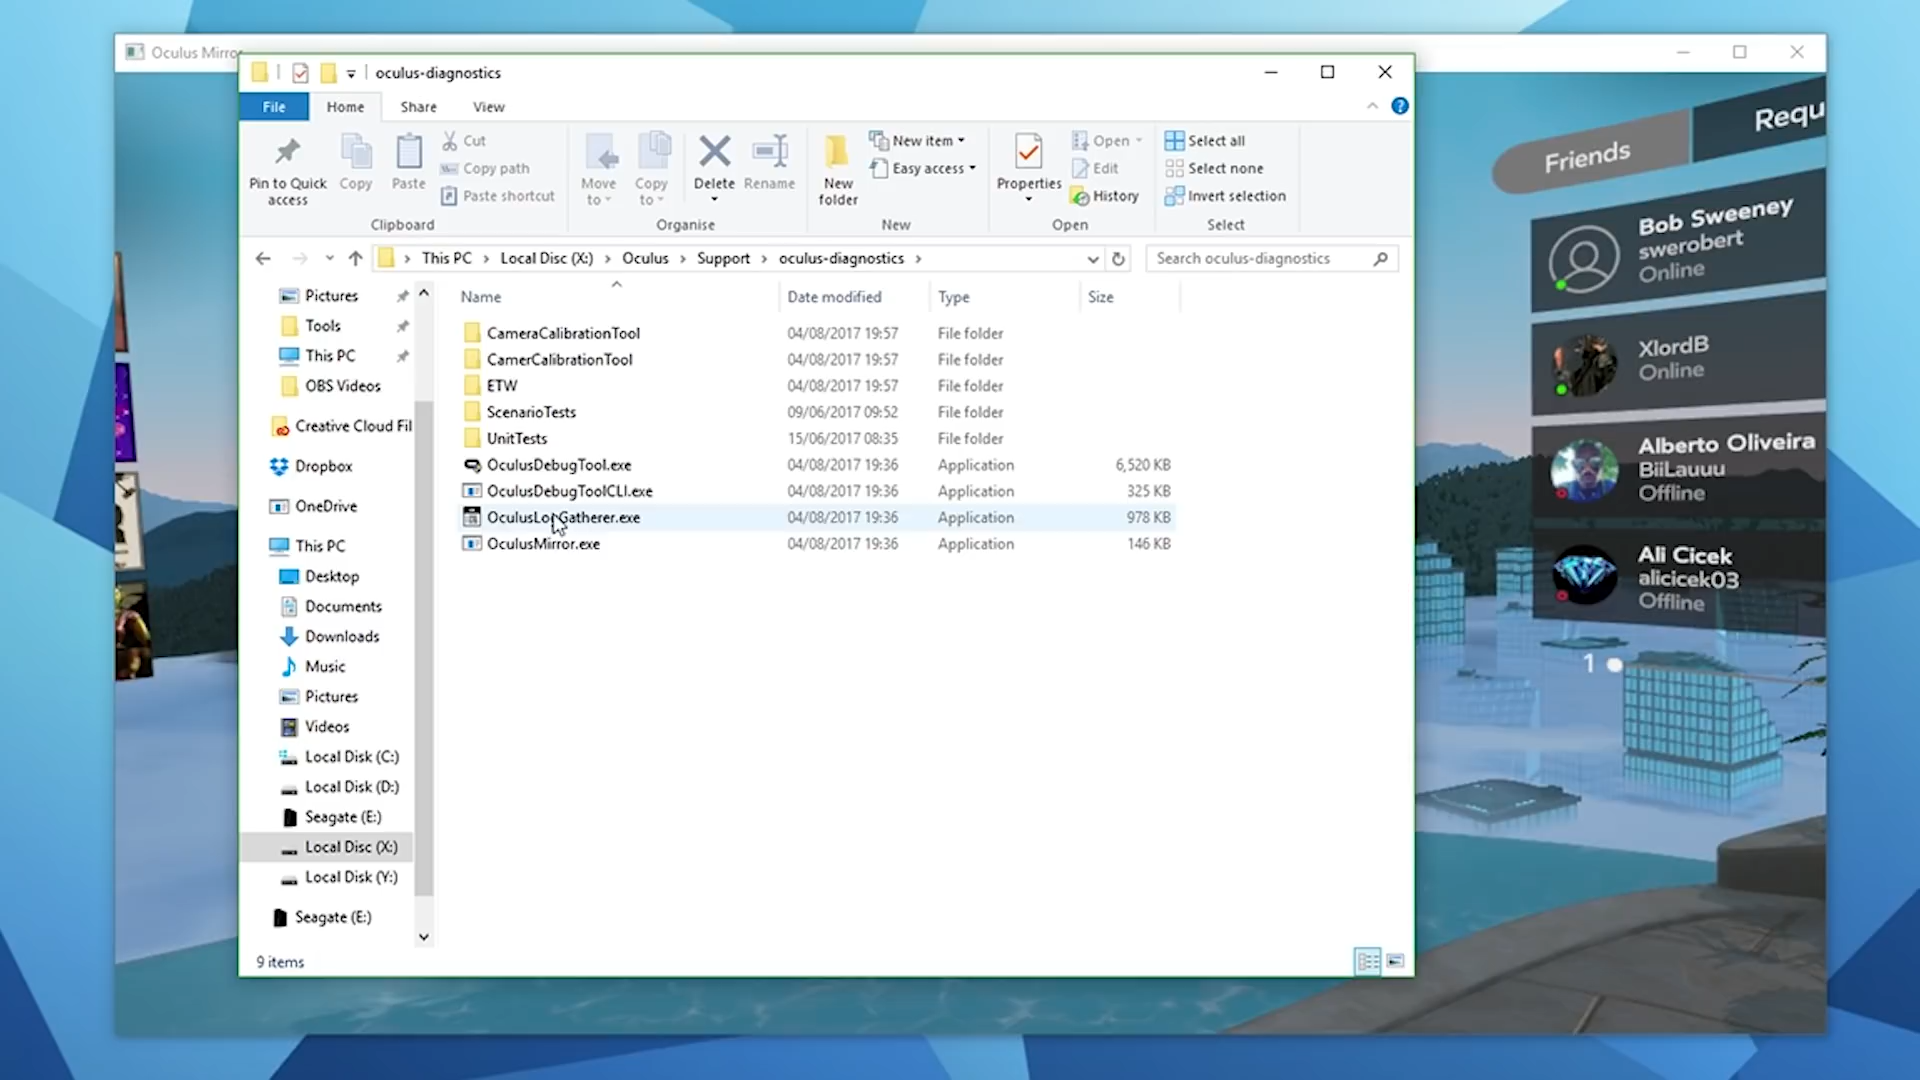 Oculus Mirror
oculus-diagnostics
File Home Share View
Pin to Quick access
Copy
Paste
Cut
Copy path
Paste shortcut
Clipboard
Move to
Copy to
Delete
Rename
Organise
New folder
New item
Easy access
New
Properties
Open
Edit
History
Open
Select all
Select none
Invert selection
Select
This PC > Local Disc (X:) > Oculus > Support > oculus-diagnostics >
Search oculus-diagnostics
Pictures
Tools
This PC
OBS Videos
Creative Cloud Fil
Dropbox
OneDrive
This PC
Desktop
Documents
Downloads
Music
Pictures
Videos
Local Disk (C:)
Local Disk (D:)
Seagate (E:)
Local Disc (X:)
Local Disk (Y:)
Seagate (E:)
Name Date modified Type Size
CameraCalibrationTool 04/08/2017 19:57 File folder
CamerCalibrationTool 04/08/2017 19:57 File folder
ETW 04/08/2017 19:57 File folder
ScenarioTests 09/06/2017 09:52 File folder
UnitTests 15/06/2017 08:35 File folder
OculusDebugTool.exe 04/08/2017 19:36 Application 6,520 KB
OculusDebugToolCLI.exe 04/08/2017 19:36 Application 325 KB
OculusLogGatherer.exe 04/08/2017 19:36 Application 978 KB
OculusMirror.exe 04/08/2017 19:36 Application 146 KB
9 items
Friends
Requ
Bob Sweeney
swerobert
Online
XlordB
Online
Alberto Oliveira
BiiLauuu
Offline
Ali Cicek
alicicek03
Offline
1